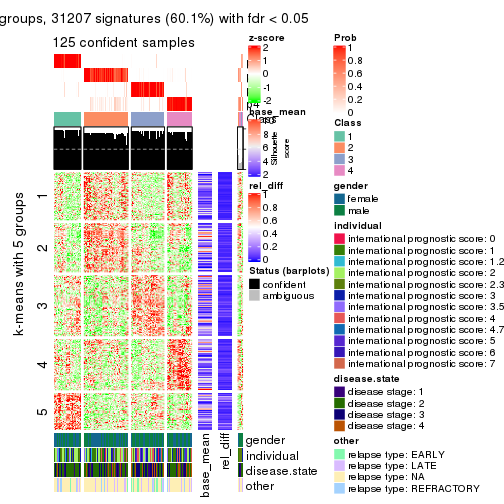 groups, 31207 signatures (60.1%) with fdr < 0.05
125 confident samples
k-means with 5 groups
1
2
3
4
5
Class
Silhouette
score
base_mean
rel_diff
gender
individual
disease.state
other
z-score
2
1
0
-1
-2
base_mean
8
6
4
2
rel_diff
1
0.8
0.6
0.4
0.2
0
Status (barplots)
confident
ambiguous
Prob
1
0.8
0.6
0.4
0.2
0
Class
1
2
3
4
gender
female
male
individual
international prognostic score: 0
international prognostic score: 1
international prognostic score: 1.2
international prognostic score: 2
international prognostic score: 2.3
international prognostic score: 3
international prognostic score: 3.5
international prognostic score: 4
international prognostic score: 4.7
international prognostic score: 5
international prognostic score: 6
international prognostic score: 7
disease.state
disease stage: 1
disease stage: 2
disease stage: 3
disease stage: 4
other
relapse type: EARLY
relapse type: LATE
relapse type: NA
relapse type: REFRACTORY